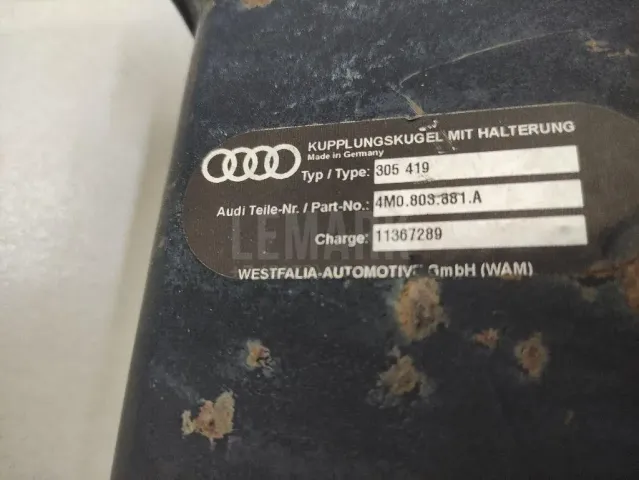 KUPPLUNGSKUGEL MIT HALTERUNG
Made in Germany
Typ / Type: 305 419
Audi Teile-Nr. / Part-No.: 4M0.803.881.A
LEMARK
Charge: 11367289
WESTFALIA-AUTOMOTIVE GmbH (WAM)